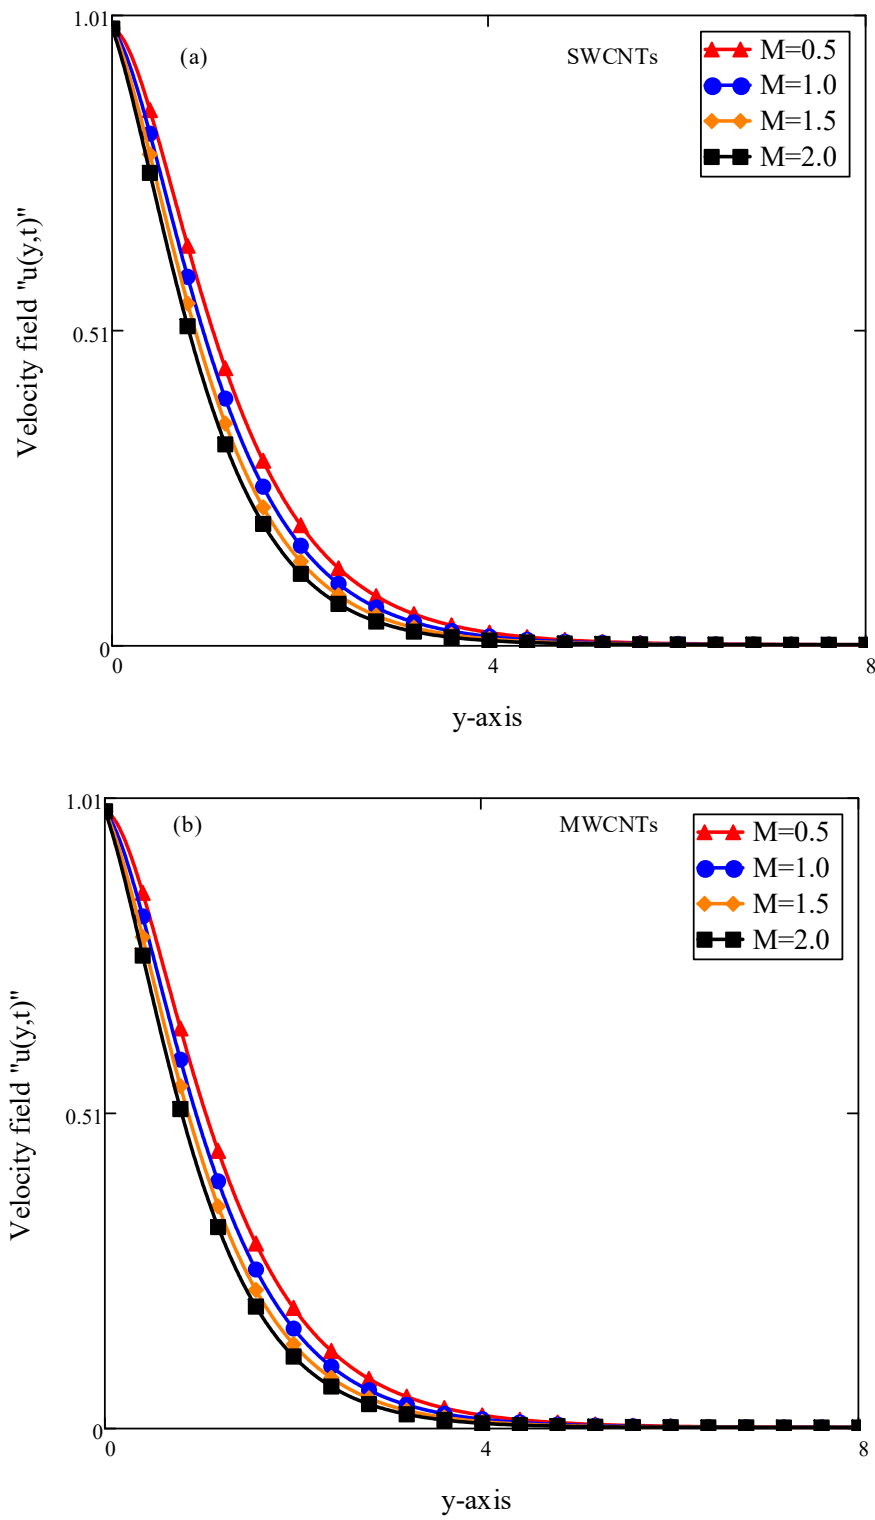 1.01
(a)
SWCNTs
M=0.5
M=1.0
M=1.5
M=2.0
Velocity field "u(y,t)"
0.51
0
0
4
8
y-axis
1.01
(b)
MWCNTs
M=0.5
M=1.0
M=1.5
M=2.0
Velocity field "u(y,t)"
0.51
0
0
4
8
y-axis